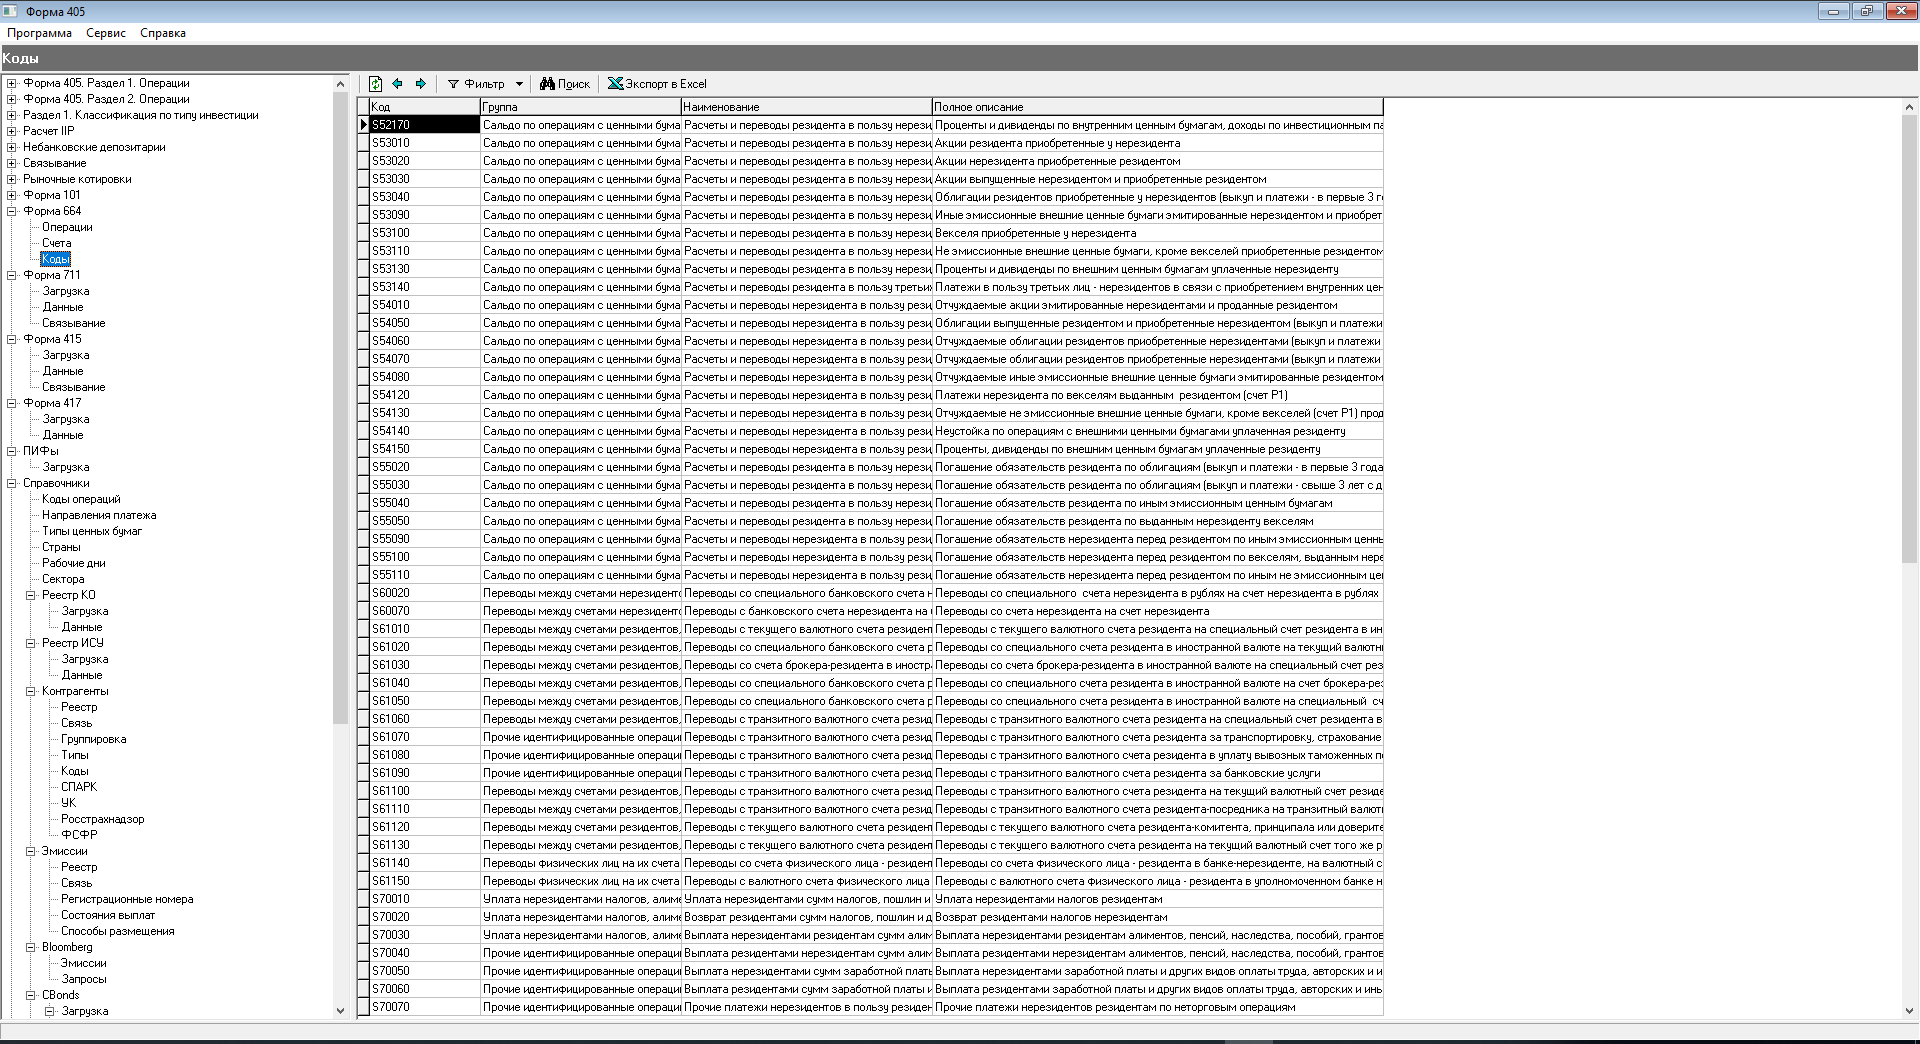 Форма 405
Программа Сервис Справка
Коды
Форма 405. Раздел 1. Операции
Форма 405. Раздел 2. Операции
Раздел 1. Классификация по типу инвестиции
Расчет IIP
Небанковские депозитарии
Связывание
Рыночные котировки
Форма 101
Форма 664
Операции
Счета
Коды
Форма 711
Загрузка
Данные
Связывание
Форма 415
Загрузка
Данные
Связывание
Форма 417
Загрузка
Данные
ПИФы
Загрузка
Справочники
Коды операций
Направления платежа
Типы ценных бумаг
Страны
Рабочие дни
Сектора
Реестр КО
Загрузка
Данные
Реестр ИСУ
Загрузка
Данные
Контрагенты
Реестр
Связь
Группировка
Типы
Коды
СПАРК
УК
Росстрахнадзор
ФСФР
Эмиссии
Реестр
Связь
Регистрационные номера
Состояния выплат
Способы размещения
Bloomberg
Эмиссии
Запросы
CBonds
Загрузка
Фильтр Поиск Экспорт в Excel
Код Группа Наименование Полное описание
S52170 Сальдо по операциям с ценными бума Расчеты и переводы резидента в пользу нерези Проценты и дивиденды по внутренним ценным бумагам, доходы по инвестиционным па
S53010 Сальдо по операциям с ценными бума Расчеты и переводы резидента в пользу нерези Акции резидента приобретенные у нерезидента
S53020 Сальдо по операциям с ценными бума Расчеты и переводы резидента в пользу нерези Акции нерезидента приобретенные резидентом
S53030 Сальдо по операциям с ценными бума Расчеты и переводы резидента в пользу нерези Акции выпущенные нерезидентом и приобретенные резидентом
S53040 Сальдо по операциям с ценными бума Расчеты и переводы резидента в пользу нерези Облигации резидентов приобретенные у нерезидентов (выкуп и платежи - в первые 3 г
S53090 Сальдо по операциям с ценными бума Расчеты и переводы резидента в пользу нерези Иные эмиссионные внешние ценные бумаги эмитированные нерезидентом и приобрет
S53100 Сальдо по операциям с ценными бума Расчеты и переводы резидента в пользу нерези Векселя приобретенные у нерезидента
S53110 Сальдо по операциям с ценными бума Расчеты и переводы резидента в пользу нерези Не эмиссионные внешние ценные бумаги, кроме векселей приобретенные резидентом
S53130 Сальдо по операциям с ценными бума Расчеты и переводы резидента в пользу нерези Проценты и дивиденды по внешним ценным бумагам уплаченные нерезиденту
S53140 Сальдо по операциям с ценными бума Расчеты и переводы резидента в пользу третьих Платежи в пользу третьих лиц - нерезидентов в связи с приобретением внутренних цен
S54010 Сальдо по операциям с ценными бума Расчеты и переводы нерезидента в пользу рези Отчуждаемые акции эмитированные нерезидентами и проданные резидентом
S54050 Сальдо по операциям с ценными бума Расчеты и переводы нерезидента в пользу рези Облигации выпущенные резидентом и приобретенные нерезидентом (выкуп и платежи
S54060 Сальдо по операциям с ценными бума Расчеты и переводы нерезидента в пользу рези Отчуждаемые облигации резидентов приобретенные нерезидентами (выкуп и платежи
S54070 Сальдо по операциям с ценными бума Расчеты и переводы нерезидента в пользу рези Отчуждаемые облигации резидентов приобретенные нерезидентами (выкуп и платежи
S54080 Сальдо по операциям с ценными бума Расчеты и переводы нерезидента в пользу рези Отчуждаемые иные эмиссионные внешние ценные бумаги эмитированные резидентом
S54120 Сальдо по операциям с ценными бума Расчеты и переводы нерезидента в пользу рези Платежи нерезидента по векселям выданным резидентом (счет Р1)
S54130 Сальдо по операциям с ценными бума Расчеты и переводы нерезидента в пользу рези Отчуждаемые не эмиссионные внешние ценные бумаги, кроме векселей (счет Р1) прод
S54140 Сальдо по операциям с ценными бума Расчеты и переводы нерезидента в пользу рези Неустойка по операциям с внешними ценными бумагами уплаченная резиденту
S54150 Сальдо по операциям с ценными бума Расчеты и переводы нерезидента в пользу рези Проценты, дивиденды по внешним ценным бумагам уплаченные резиденту
S55020 Сальдо по операциям с ценными бума Расчеты и переводы резидента в пользу нерези Погашение обязательств резидента по облигациям (выкуп и платежи - в первые 3 года
S55030 Сальдо по операциям с ценными бума Расчеты и переводы резидента в пользу нерези Погашение обязательств резидента по облигациям (выкуп и платежи - свыше 3 лет с д
S55040 Сальдо по операциям с ценными бума Расчеты и переводы резидента в пользу нерези Погашение обязательств резидента по иным эмиссионным ценным бумагам
S55050 Сальдо по операциям с ценными бума Расчеты и переводы резидента в пользу нерези Погашение обязательств резидента по выданным нерезиденту векселям
S55090 Сальдо по операциям с ценными бума Расчеты и переводы нерезидента в пользу рези Погашение обязательств нерезидента перед резидентом по иным эмиссионным ценны
S55100 Сальдо по операциям с ценными бума Расчеты и переводы нерезидента в пользу рези Погашение обязательств нерезидента перед резидентом по векселям, выданным нере
S55110 Сальдо по операциям с ценными бума Расчеты и переводы нерезидента в пользу рези Погашение обязательств нерезидента перед резидентом по иным не эмиссионным це
S60020 Переводы между счетами нерезидент Переводы со специального банковского счета н Переводы со специального счета нерезидента в рублях на счет нерезидента в рублях
S60070 Переводы между счетами нерезидент Переводы с банковского счета нерезидента на Переводы со счета нерезидента на счет нерезидента
S61010 Переводы между счетами резидентов, Переводы с текущего валютного счета резидент Переводы с текущего валютного счета резидента на специальный счет резидента в ин
S61020 Переводы между счетами резидентов, Переводы со специального банковского счета р Переводы со специального счета резидента в иностранной валюте на текущий валютн
S61030 Переводы между счетами резидентов, Переводы со счета брокера-резидента в иностр Переводы со счета брокера-резидента в иностранной валюте на специальный счет рез
S61040 Переводы между счетами резидентов, Переводы со специального банковского счета р Переводы со специального счета резидента в иностранной валюте на счет брокера-рез
S61050 Переводы между счетами резидентов, Переводы со специального банковского счета р Переводы со специального счета резидента в иностранной валюте на специальный сч
S61060 Переводы между счетами резидентов, Переводы с транзитного валютного счета резид Переводы с транзитного валютного счета резидента на специальный счет резидента в
S61070 Прочие идентифицированные операци Переводы с транзитного валютного счета резид Переводы с транзитного валютного счета резидента за транспортировку, страхование
S61080 Прочие идентифицированные операци Переводы с транзитного валютного счета резид Переводы с транзитного валютного счета резидента в уплату вывозных таможенных п
S61090 Прочие идентифицированные операци Переводы с транзитного валютного счета резид Переводы с транзитного валютного счета резидента за банковские услуги
S61100 Переводы между счетами резидентов, Переводы с транзитного валютного счета резид Переводы с транзитного валютного счета резидента на текущий валютный счет резиде
S61110 Переводы между счетами резидентов, Переводы с транзитного валютного счета резид Переводы с транзитного валютного счета резидента-посредника на транзитный валют
S61120 Переводы между счетами резидентов, Переводы с текущего валютного счета резидент Переводы с текущего валютного счета резидента-комитента, принципала или доверите
S61130 Переводы между счетами резидентов, Переводы с текущего валютного счета резидент Переводы с текущего валютного счета резидента на текущий валютный счет того же р
S61140 Переводы физических лиц на их счета Переводы со счета физического лица - резидент Переводы со счета физического лица - резидента в банке-нерезиденте, на валютный с
S61150 Переводы физических лиц на их счета Переводы с валютного счета физического лица Переводы с валютного счета физического лица - резидента в уполномоченном банке н
S70010 Уплата нерезидентами налогов, алиме Уплата нерезидентами сумм налогов, пошлин и Уплата нерезидентами налогов резидентам
S70020 Уплата нерезидентами налогов, алиме Возврат резидентами сумм налогов, пошлин и д Возврат резидентами налогов нерезидентам
S70030 Уплата нерезидентами налогов, алиме Выплата нерезидентами резидентам сумм алим Выплата нерезидентами резидентам алиментов, пенсий, наследства, пособий, грантов
S70040 Прочие идентифицированные операци Выплата резидентами нерезидентам сумм алим Выплата резидентами нерезидентам алиментов, пенсий, наследства, пособий, грантов
S70050 Прочие идентифицированные операци Выплата нерезидентами сумм заработной плат Выплата нерезидентами заработной платы и других видов оплаты труда, авторских и и
S70060 Прочие идентифицированные операци Выплата резидентами сумм заработной платы и Выплата резидентами заработной платы и других видов оплаты труда, авторских и ины
S70070 Прочие идентифицированные операци Прочие платежи нерезидентов в пользу резиден Прочие платежи нерезидентов резидентам по неторговым операциям